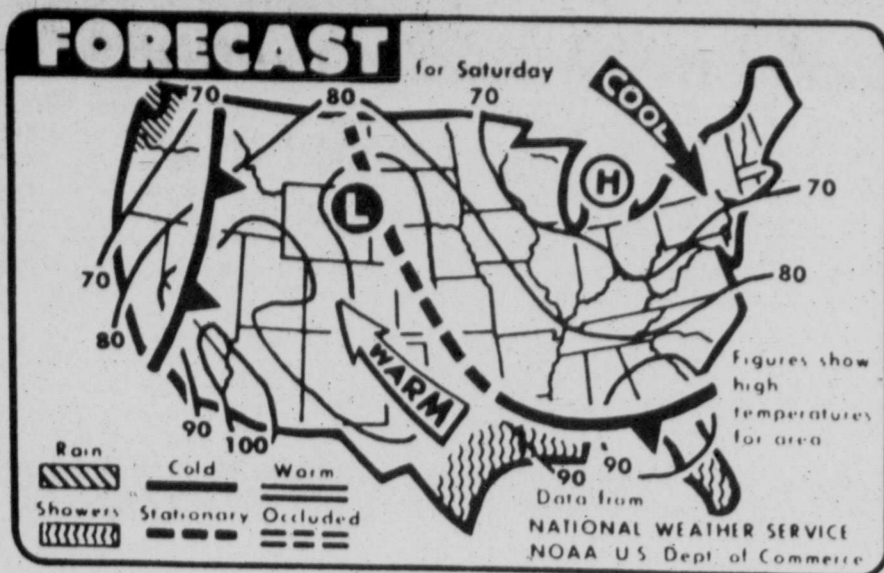 FORECAST
for Saturday
70
80
70
COOL
H
L
70
70
80
80
WARM
Figures show
high
temperatures
for area
90
100
90
90
Rain
Cold
Warm
Showers
Stationary
Occluded
Data from
NATIONAL WEATHER SERVICE
NOAA US Dept of Commerce